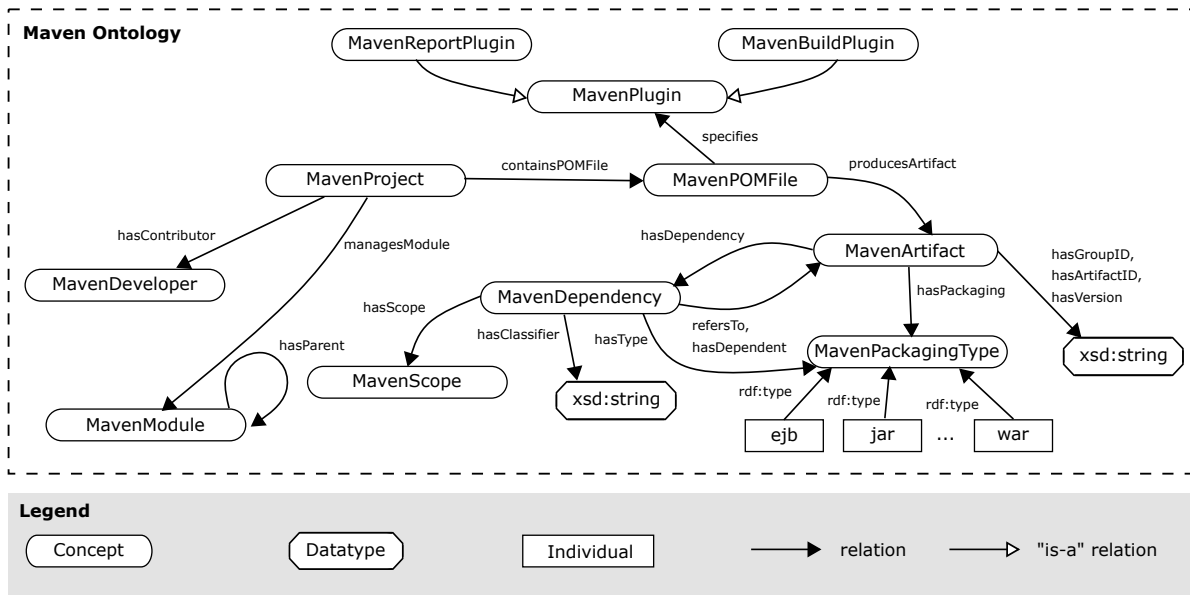 Maven Ontology
MavenReportPlugin
MavenBuildPlugin
MavenPlugin
specifies
containsPOMFile
producesArtifact
MavenProject
MavenPOMFile
hasContributor
managesModule
hasDependency
MavenArtifact
hasGroupID,
hasArtifactID,
hasVersion
MavenDeveloper
MavenDependency
hasPackaging
hasScope
hasClassifier
hasType
refersTo,
hasDependent
hasParent
MavenPackagingType
xsd:string
MavenScope
xsd:string
rdf:type
rdf:type
rdf:type
MavenModule
ejb
jar
...
war
Legend
Concept
Datatype
Individual
relation
"is-a" relation